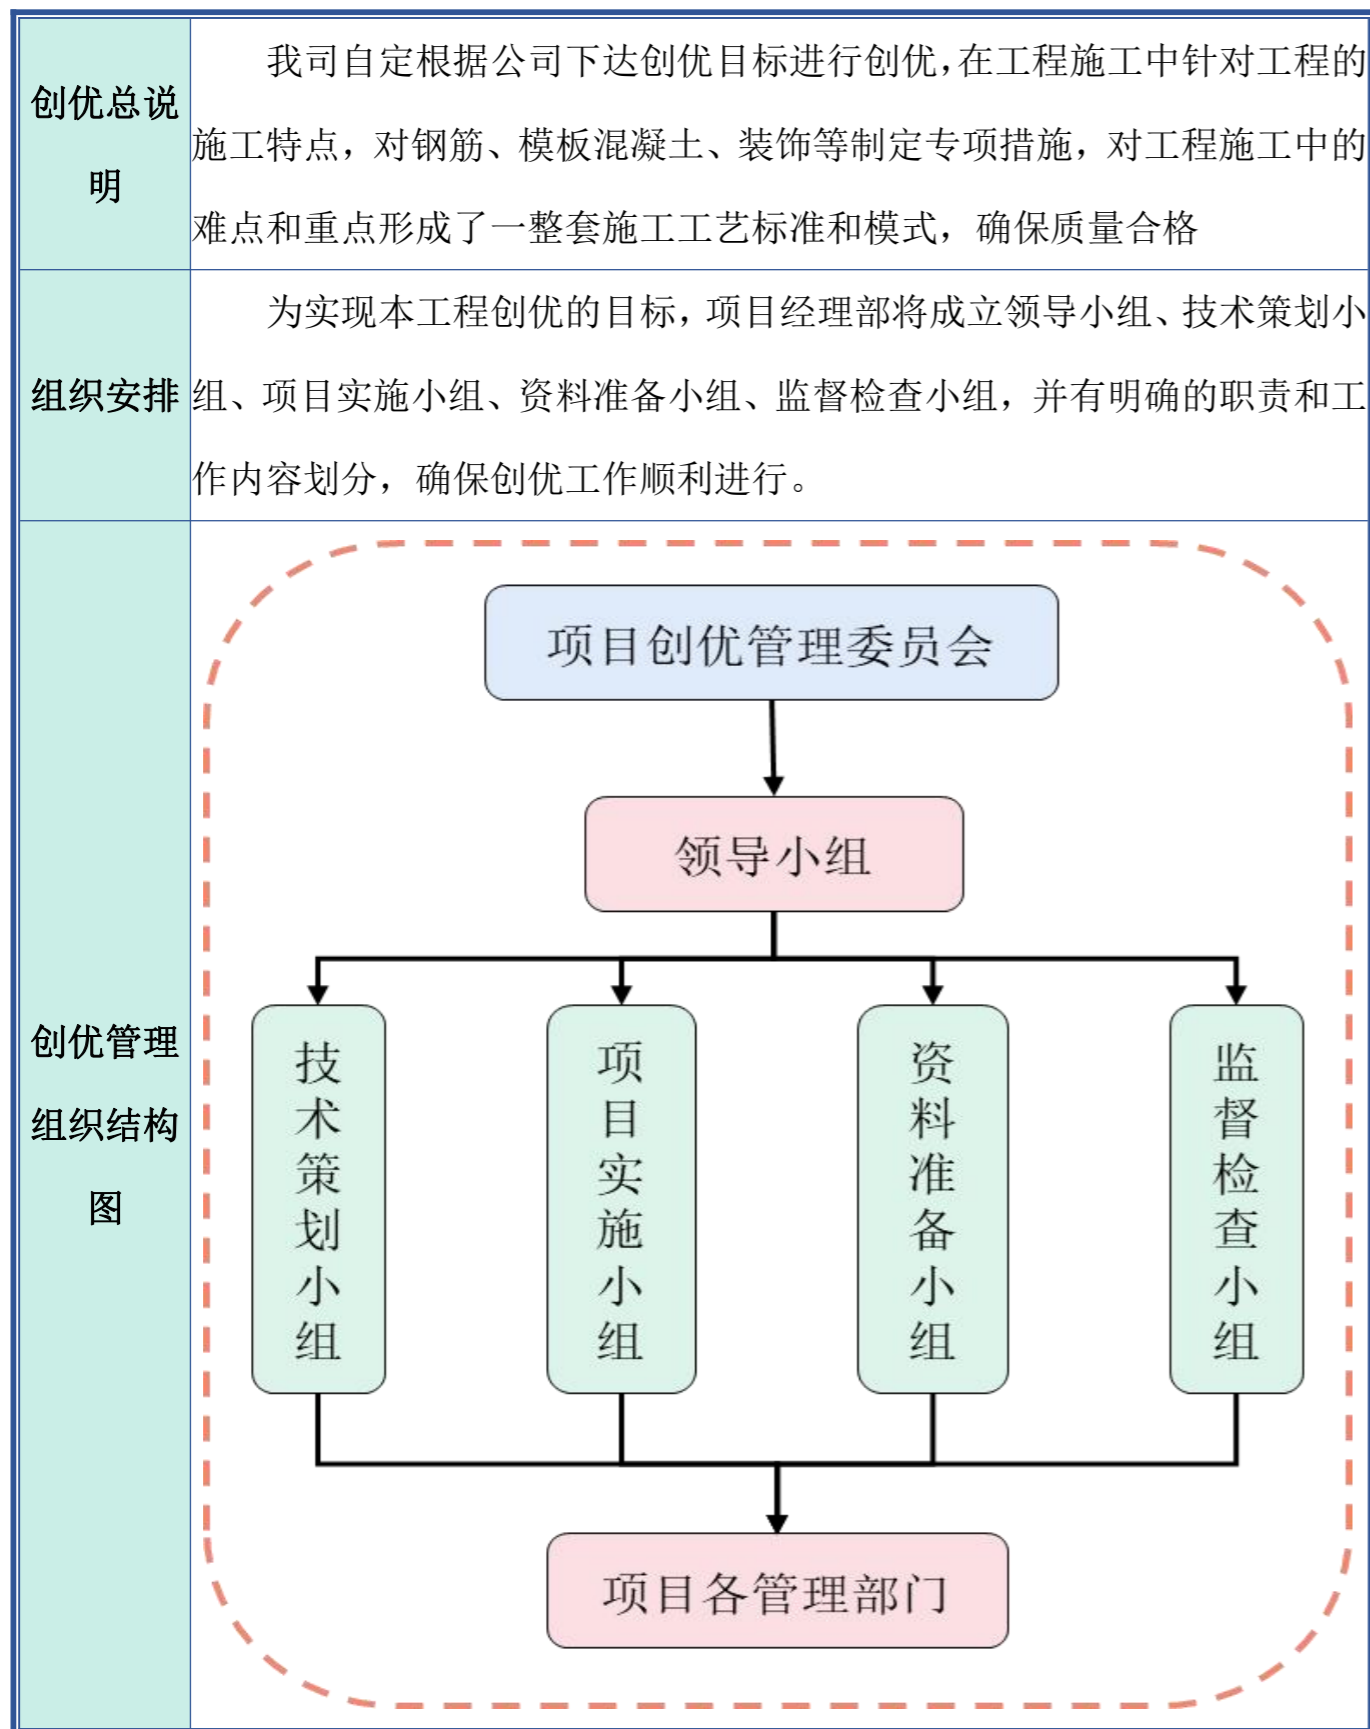 创优总说
明
我司自定根据公司下达创优目标进行创优，在工程施工中针对工程的
施工特点，对钢筋、模板混凝土、装饰等制定专项措施，对工程施工中的
难点和重点形成了一整套施工工艺标准和模式，确保质量合格
组织安排
为实现本工程创优的目标，项目经理部将成立领导小组、技术策划小
组、项目实施小组、资料准备小组、监督检查小组，并有明确的职责和工
作内容划分，确保创优工作顺利进行。
创优管理
组织结构
图
项目创优管理委员会
领导小组
技术策划小组
项目实施小组
资料准备小组
监督检查小组
项目各管理部门